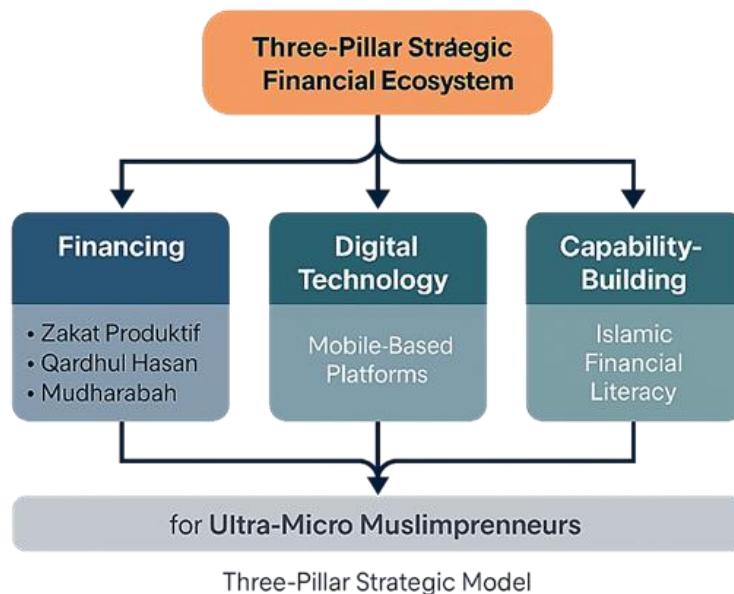 Three-Pillar Straegic
Financial Ecosystem
Financing
• Zakat Produktif
• Qardhul Hasan
• Mudharabah
Digital
Technology
Mobile-Based
Platforms
Capability-
Building
Islamic
Financial
Literacy
for Ultra-Micro Muslimprenneurs
Three-Pillar Strategic Model